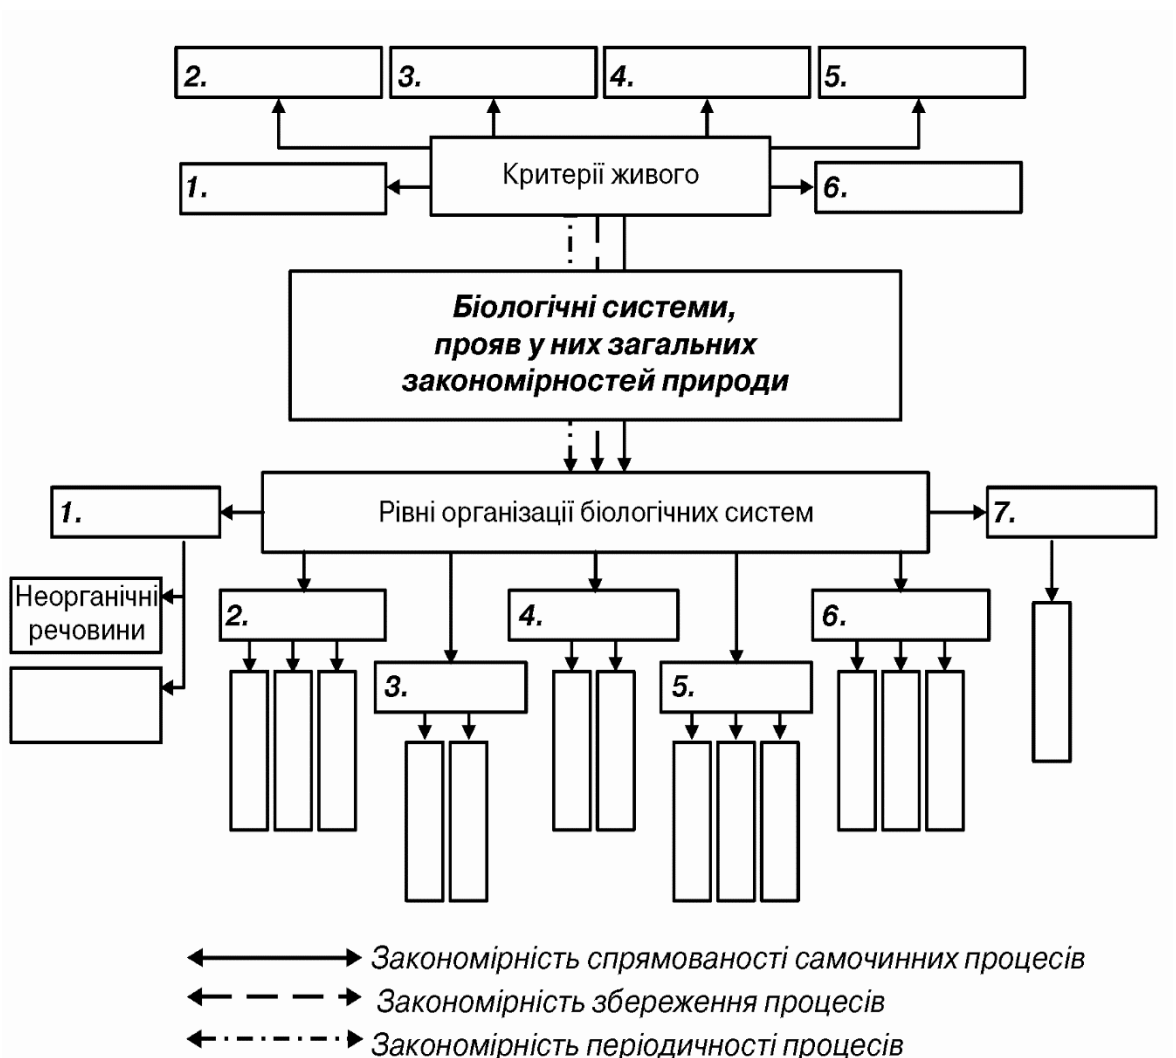 2.
3.
4.
5.
1.
Критерії живого
6.
Біологічні системи,
прояв у них загальних
закономірностей природи
1.
Рівні організації біологічних систем
7.
Неорганічні
речовини
2.
4.
6.
3.
5.
Закономірність спрямованості самочинних процесів
Закономірність збереження процесів
Закономірність періодичності процесів